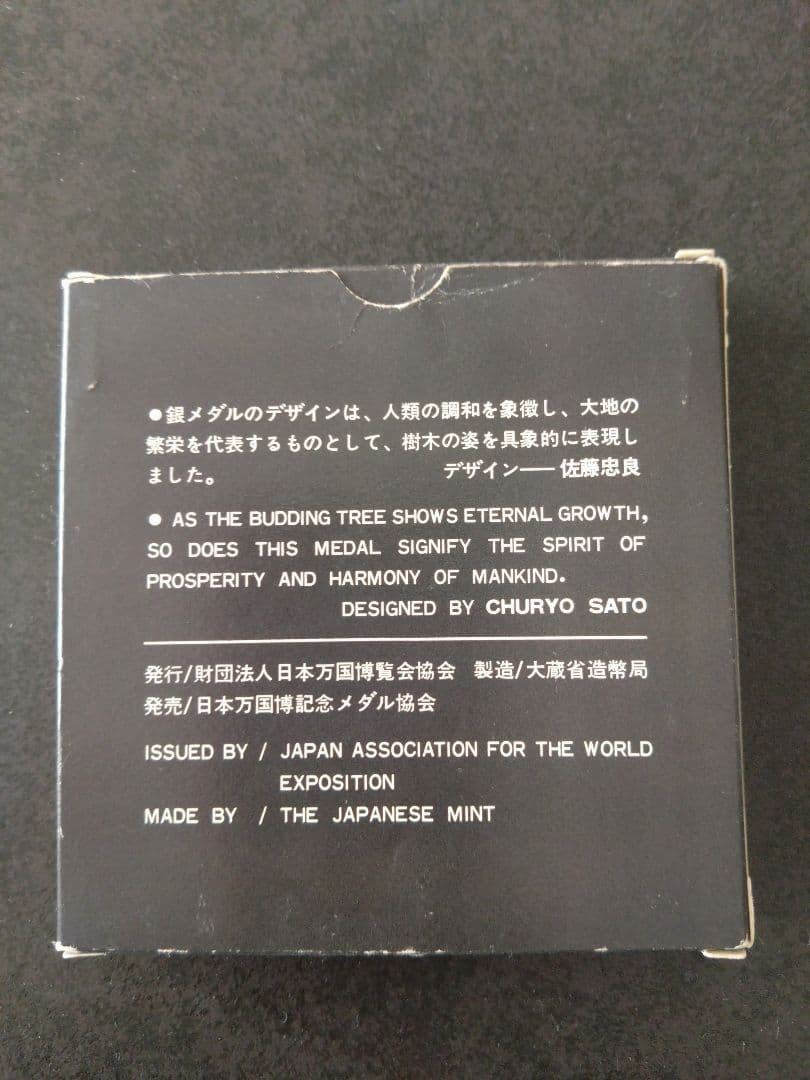 ●銀メダルのデザインは、人類の調和を象徴し、大地の
繁栄を代表するものとして、樹木の姿を具象的に表現し
ました。 デザイン── 佐藤忠良
● AS THE BUDDING TREE SHOWS ETERNAL GROWTH,
SO DOES THIS MEDAL SIGNIFY THE SPIRIT OF
PROSPERITY AND HARMONY OF MANKIND.
DESIGNED BY CHURYO SATO
発行/財団法人日本万国博覧会協会 製造/大蔵省造幣局
発売/日本万国博記念メダル協会
ISSUED BY / JAPAN ASSOCIATION FOR THE WORLD
EXPOSITION
MADE BY / THE JAPANESE MINT